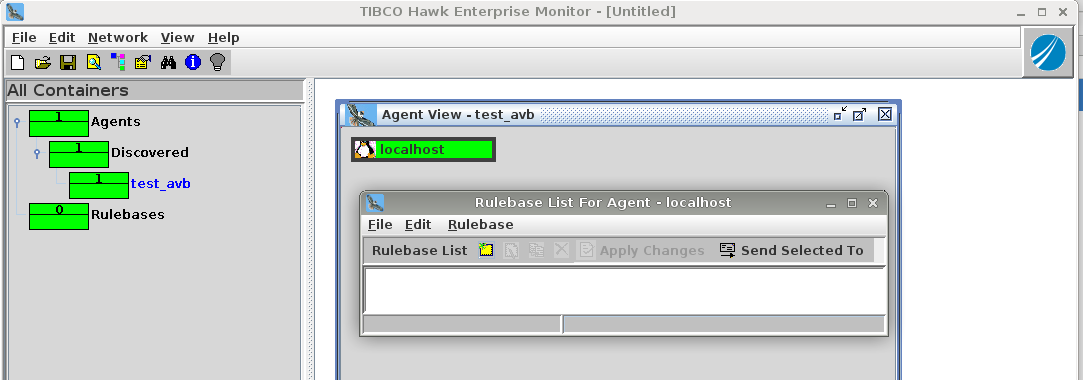 TIBCO Hawk Enterprise Monitor - [Untitled]
File Edit Network View Help
All Containers
1 Agents
1 Discovered
1 test_avb
0 Rulebases
Agent View - test_avb
localhost
Rulebase List For Agent - localhost
File Edit Rulebase
Rulebase List Apply Changes Send Selected To